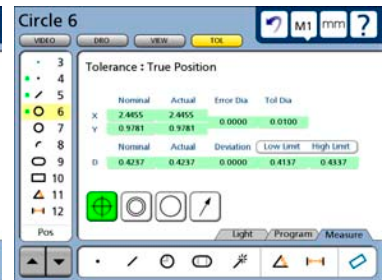 Circle 6
M1 mm ?
VIDEO DRO VIEW TOL
Tolerance : True Position
Nominal Actual Error Dia Tol Dia
X 2.4455 2.4455 0.0000 0.0100
Y 0.9781 0.9781
Nominal Actual Deviation Low Limit High Limit
D 0.4237 0.4237 0.0000 0.4137 0.4337
3
4
5
6
7
8
9
10
11
12
Pos
Light Program Measure